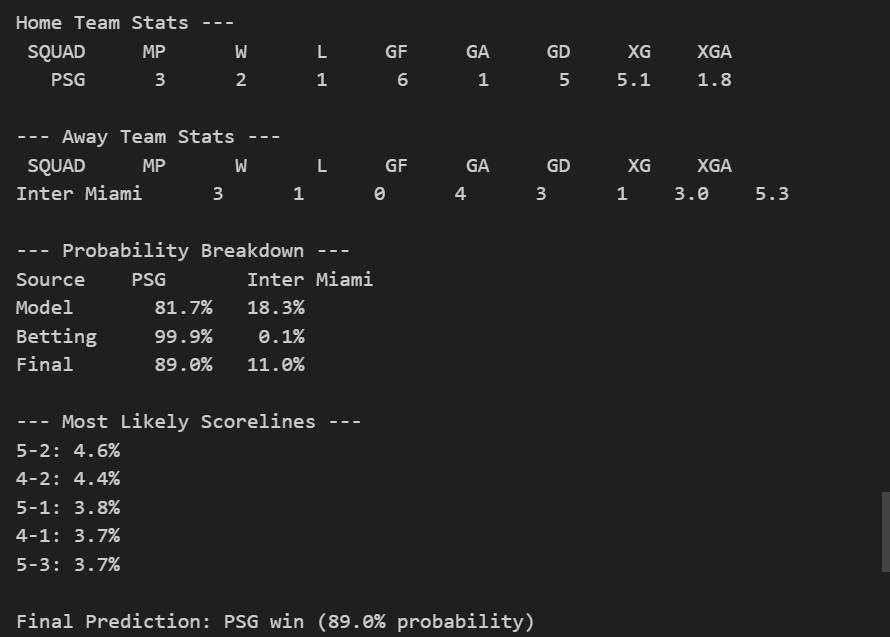 Home Team Stats ---
SQUAD MP W L GF GA GD XG XGA
PSG 3 2 1 6 1 5 5.1 1.8
--- Away Team Stats ---
SQUAD MP W L GF GA GD XG XGA
Inter Miami 3 1 0 4 3 1 3.0 5.3
--- Probability Breakdown ---
Source PSG Inter Miami
Model 81.7% 18.3%
Betting 99.9% 0.1%
Final 89.0% 11.0%
--- Most Likely Scorelines ---
5-2: 4.6%
4-2: 4.4%
5-1: 3.8%
4-1: 3.7%
5-3: 3.7%
Final Prediction: PSG win (89.0% probability)